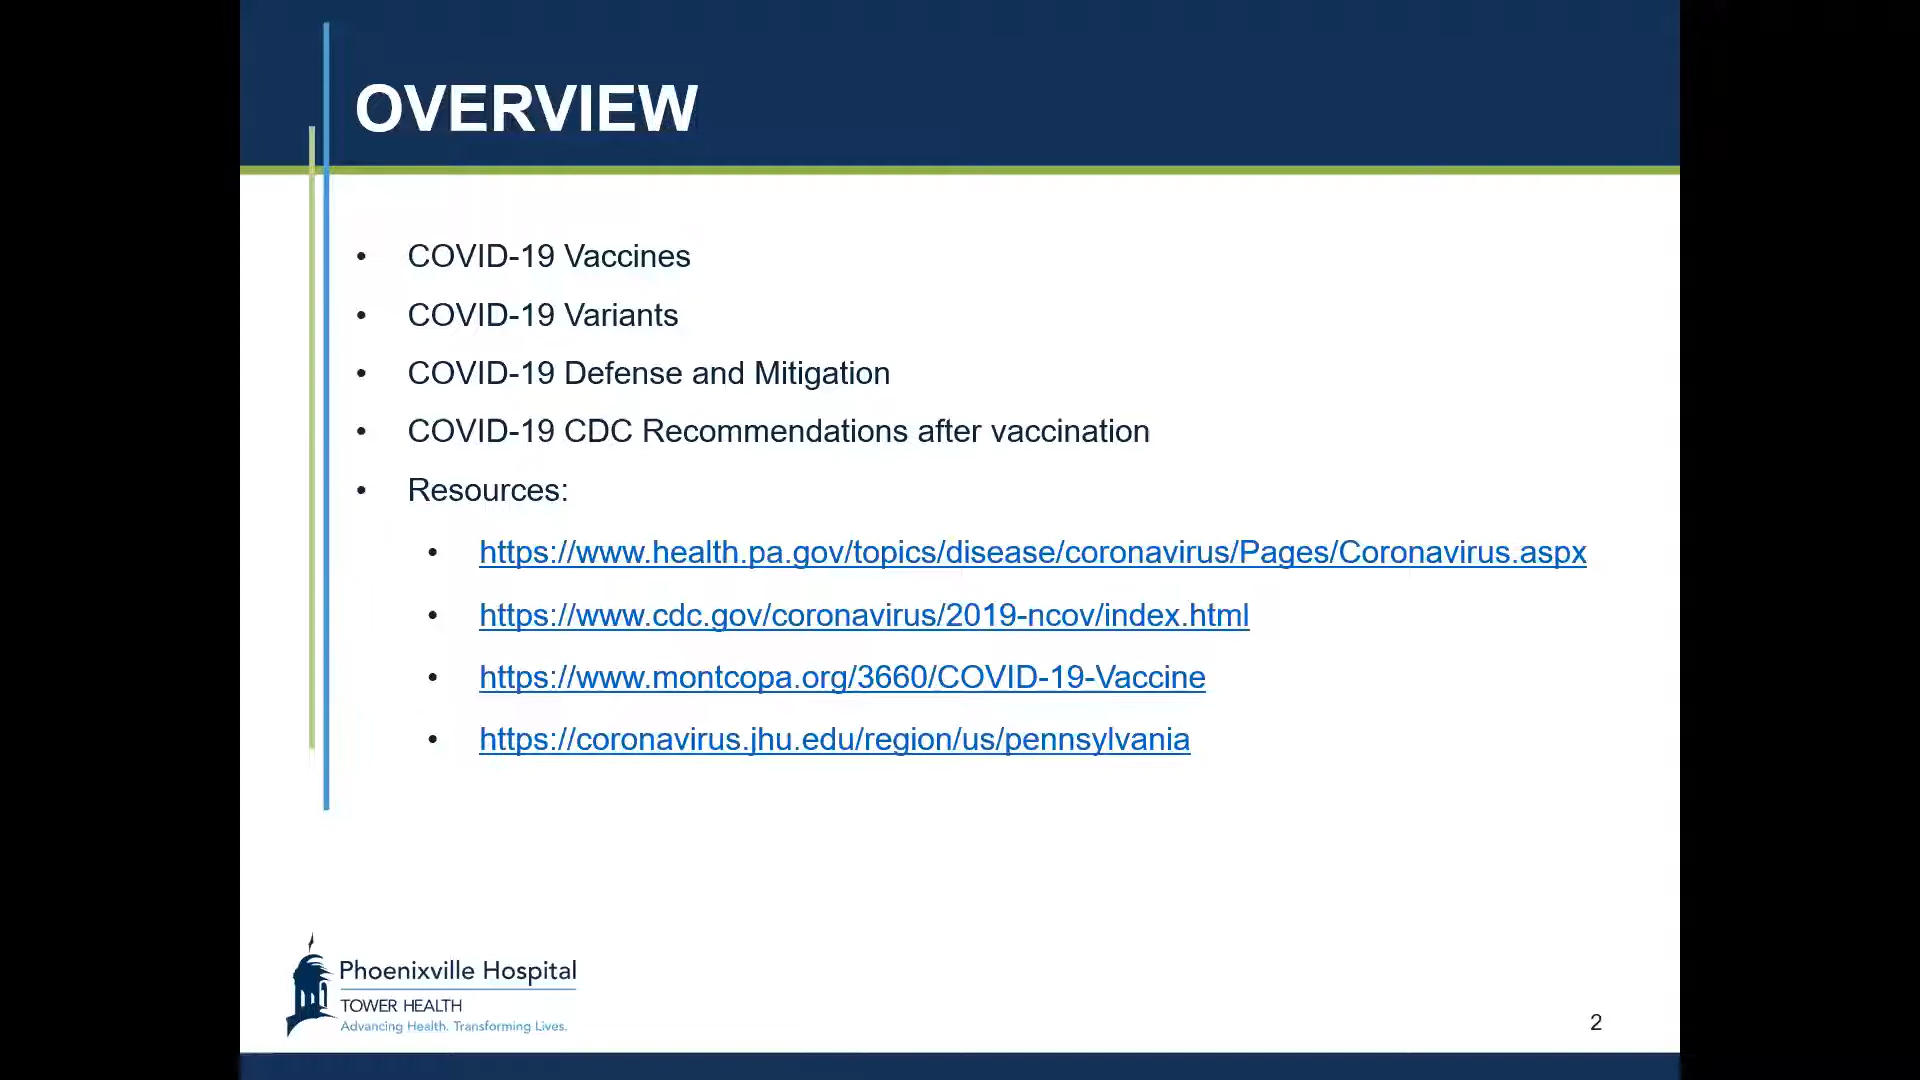 OVERVIEW
• COVID-19 Vaccines
• COVID-19 Variants
• COVID-19 Defense and Mitigation
• COVID-19 CDC Recommendations after vaccination
• Resources:
• https://www.health.pa.gov/topics/disease/coronavirus/Pages/Coronavirus.aspx
• https://www.cdc.gov/coronavirus/2019-ncov/index.html
• https://www.montcopa.org/3660/COVID-19-Vaccine
• https://coronavirus.jhu.edu/region/us/pennsylvania
Phoenixville Hospital
TOWER HEALTH
Advancing Health. Transforming Lives.
2